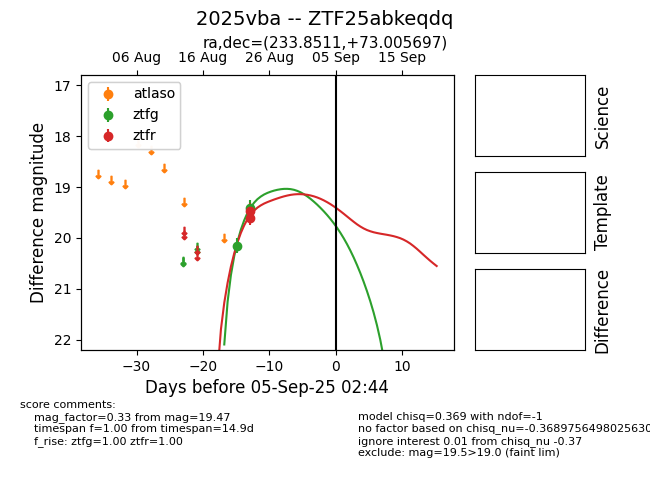 2025vba -- ZTF25abkeqdq
ra,dec=(233.8511,+73.005697)
06 Aug 16 Aug 26 Aug 05 Sep 15 Sep
atlaso
ztfg
ztfr
17
18
19
20
21
22
Difference magnitude
−30 −20 −10 0 10
Days before 05-Sep-25 02:44
Science
Template
Difference
score comments:
mag_factor=0.33 from mag=19.47
timespan f=1.00 from timespan=14.9d
f_rise: ztfg=1.00 ztfr=1.00
model chisq=0.369 with ndof=-1
no factor based on chisq_nu=-0.3689756498025630
ignore interest 0.01 from chisq_nu -0.37
exclude: mag=19.5>19.0 (faint lim)